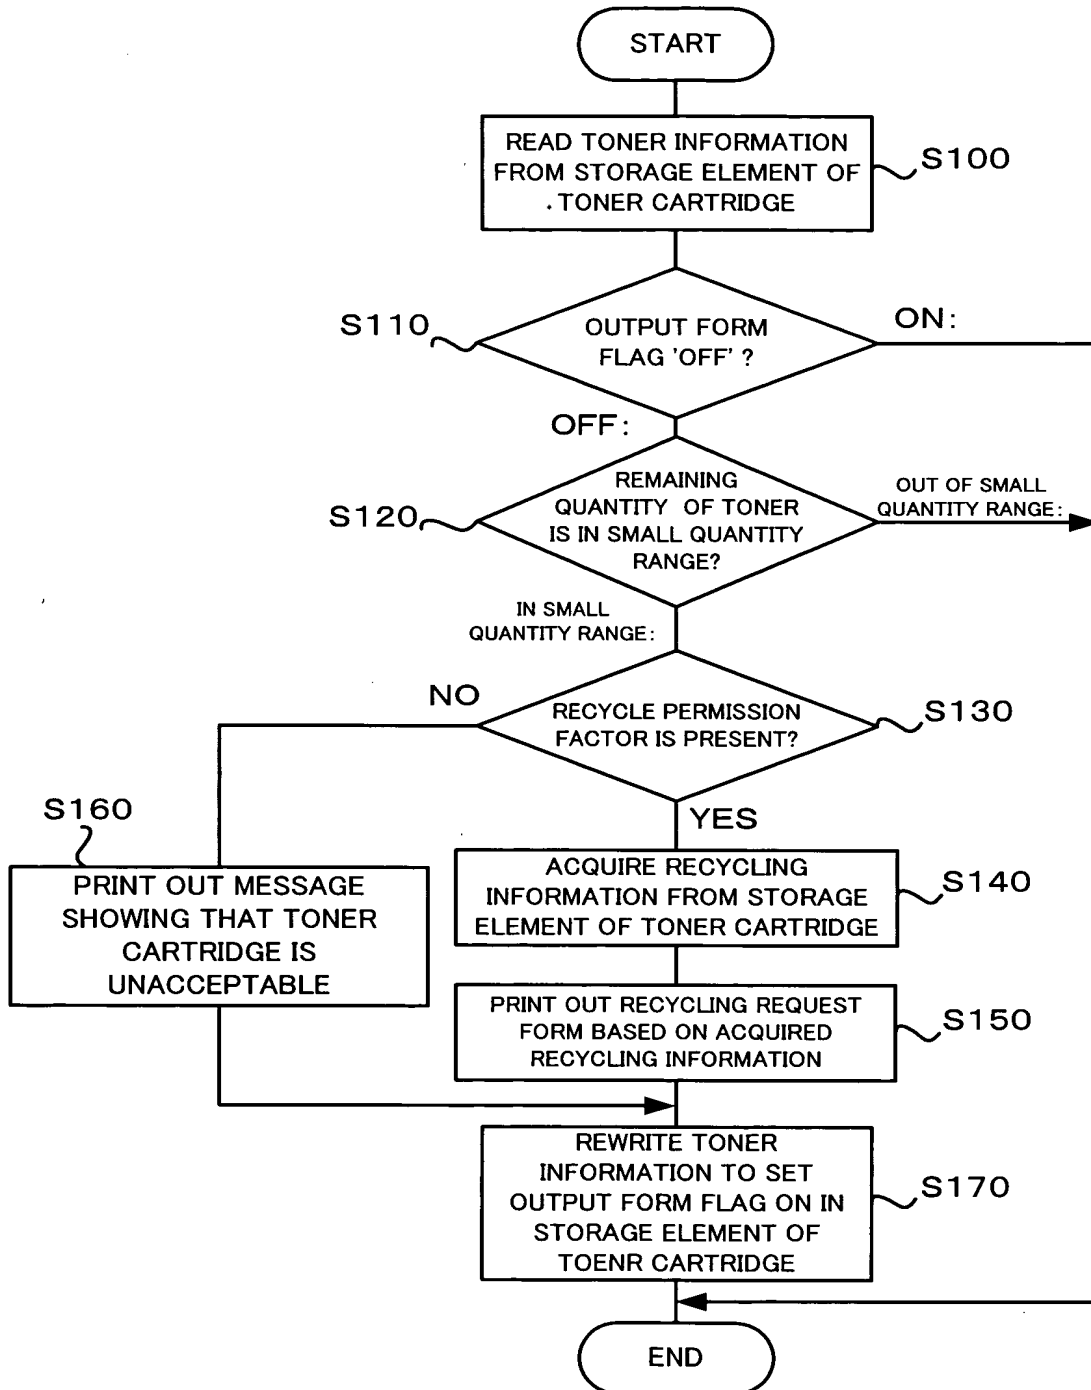 START
READ TONER INFORMATION
FROM STORAGE ELEMENT OF
TONER CARTRIDGE
S100
S110
OUTPUT FORM
FLAG 'OFF' ?
ON:
OFF:
S120
REMAINING
QUANTITY OF TONER
IS IN SMALL QUANTITY
RANGE?
OUT OF SMALL
QUANTITY RANGE:
IN SMALL
QUANTITY RANGE:
NO
RECYCLE PERMISSION
FACTOR IS PRESENT?
S130
YES
S160
PRINT OUT MESSAGE
SHOWING THAT TONER
CARTRIDGE IS
UNACCEPTABLE
ACQUIRE RECYCLING
INFORMATION FROM STORAGE
ELEMENT OF TONER CARTRIDGE
S140
PRINT OUT RECYCLING REQUEST
FORM BASED ON ACQUIRED
RECYCLING INFORMATION
S150
REWRITE TONER
INFORMATION TO SET
OUTPUT FORM FLAG ON IN
STORAGE ELEMENT OF
TOENR CARTRIDGE
S170
END